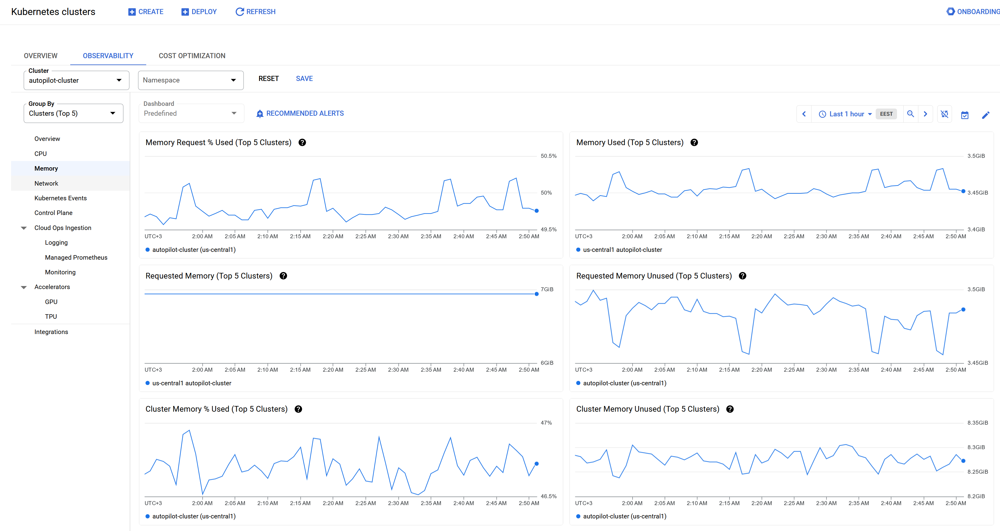 Kubernetes clusters
CREATE
DEPLOY
REFRESH
ONBOARDING
OVERVIEW
OBSERVABILITY
COST OPTIMIZATION
Cluster
autopilot-cluster
Namespace
RESET
SAVE
Group By
Clusters (Top 5)
Overview
CPU
Memory
Network
Kubernetes Events
Control Plane
Cloud Ops Ingestion
Logging
Managed Prometheus
Monitoring
Accelerators
GPU
TPU
Integrations
Dashboard
Predefined
RECOMMENDED ALERTS
Last 1 hour
EEST
Memory Request % Used (Top 5 Clusters)
50.5%
50%
49.5%
UTC+3 2:00 AM 2:05 AM 2:10 AM 2:15 AM 2:20 AM 2:25 AM 2:30 AM 2:35 AM 2:40 AM 2:45 AM 2:50 AM
autopilot-cluster (us-central1)
Memory Used (Top 5 Clusters)
3.5GiB
3.45GiB
3.4GiB
UTC+3 2:00 AM 2:05 AM 2:10 AM 2:15 AM 2:20 AM 2:25 AM 2:30 AM 2:35 AM 2:40 AM 2:45 AM 2:50 AM
us-central1 autopilot-cluster
Requested Memory (Top 5 Clusters)
7GiB
6GiB
UTC+3 2:00 AM 2:05 AM 2:10 AM 2:15 AM 2:20 AM 2:25 AM 2:30 AM 2:35 AM 2:40 AM 2:45 AM 2:50 AM
us-central1 autopilot-cluster
Requested Memory Unused (Top 5 Clusters)
3.5GiB
3.45GiB
UTC+3 2:00 AM 2:05 AM 2:10 AM 2:15 AM 2:20 AM 2:25 AM 2:30 AM 2:35 AM 2:40 AM 2:45 AM 2:50 AM
autopilot-cluster (us-central1)
Cluster Memory % Used (Top 5 Clusters)
47%
46.5%
UTC+3 2:00 AM 2:05 AM 2:10 AM 2:15 AM 2:20 AM 2:25 AM 2:30 AM 2:35 AM 2:40 AM 2:45 AM 2:50 AM
autopilot-cluster (us-central1)
Cluster Memory Unused (Top 5 Clusters)
8.35GiB
8.3GiB
8.25GiB
8.2GiB
UTC+3 2:00 AM 2:05 AM 2:10 AM 2:15 AM 2:20 AM 2:25 AM 2:30 AM 2:35 AM 2:40 AM 2:45 AM 2:50 AM
autopilot-cluster (us-central1)